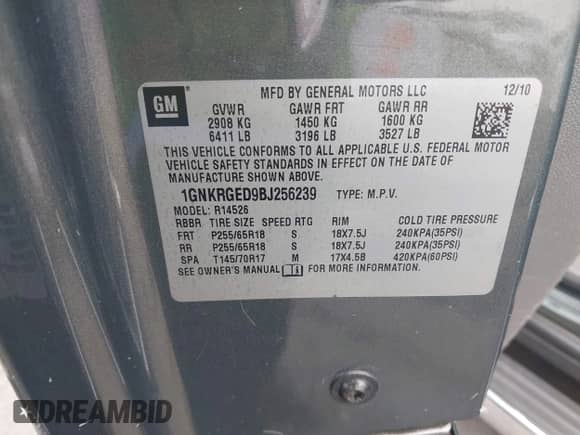 GM
MFD BY GENERAL MOTORS LLC 12/10
GVWR GAWR FRT GAWR RR
2908 KG 1450 KG 1600 KG
6411 LB 3196 LB 3527 LB
THIS VEHICLE CONFORMS TO ALL APPLICABLE U.S. FEDERAL MOTOR
VEHICLE SAFETY STANDARDS IN EFFECT ON THE DATE OF
MANUFACTURE SHOWN ABOVE.
1GNKRGED9BJ256239 TYPE: M.P.V.
MODEL: R14526
RBBR TIRE SIZE SPEED RTG RIM COLD TIRE PRESSURE
FRT P255/65R18 S 18X7.5J 240KPA(35PSI)
RR P255/65R18 S 18X7.5J 240KPA(35PSI)
SPA T145/70R17 M 17X4.5B 420KPA(60PSI)
SEE OWNER'S MANUAL FOR MORE INFORMATION.
DREAMBID